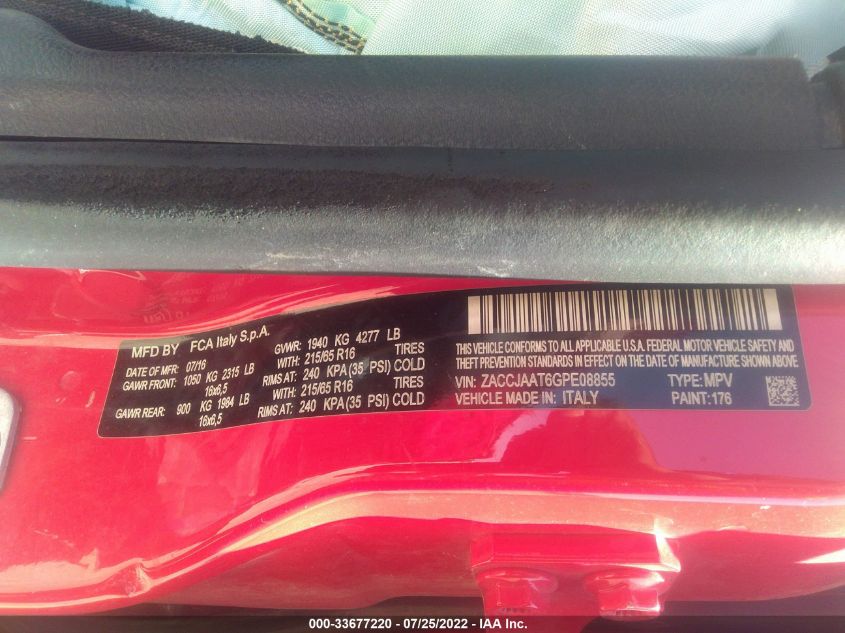 MFD BY FCA Italy S.p.A.
DATE OF MFR: 07/16 GVWR: 1940 KG 4277 LB
GAWR FRONT: 1050 KG 2315 LB WITH: 215/65 R16 TIRES
16x6,5 RIMS AT: 240 KPA(35 PSI) COLD
GAWR REAR: 900 KG 1984 LB WITH: 215/65 R16 TIRES
16x6,5 RIMS AT: 240 KPA(35 PSI) COLD
THIS VEHICLE CONFORMS TO ALL APPLICABLE U.S.A. FEDERAL MOTOR VEHICLE SAFETY AND
THEFT PREVENTION STANDARDS IN EFFECT ON THE DATE OF MANUFACTURE SHOWN ABOVE
VIN: ZACCJAAT6GPE08855 TYPE: MPV
VEHICLE MADE IN: ITALY PAINT: 176
000-33677220 - 07/25/2022 - IAA Inc.